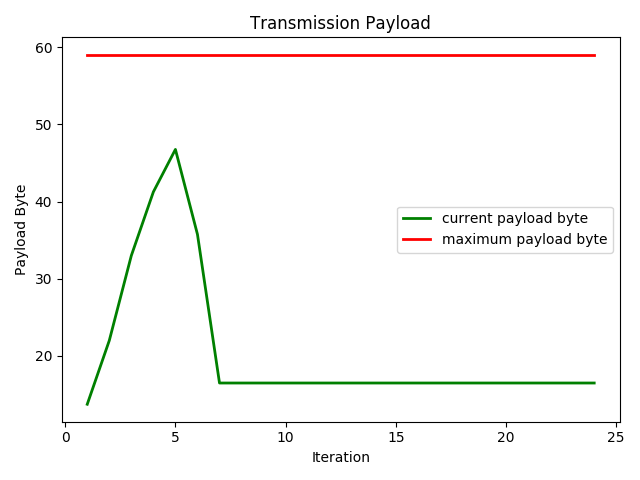 Transmission Payload
60
50
40
30
20
Payload Byte
current payload byte
maximum payload byte
0
5
10
15
20
25
Iteration